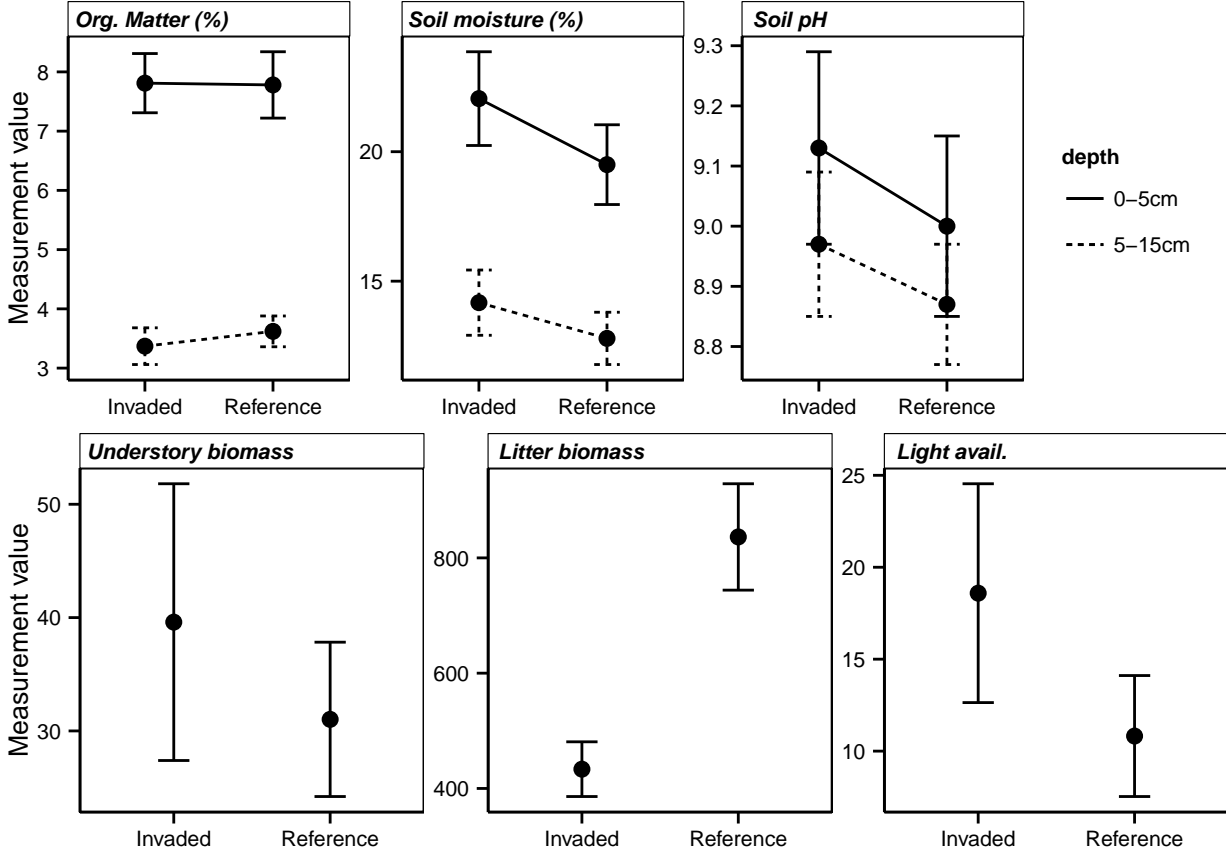 Org. Matter (%)
Soil moisture (%)
Soil pH
Measurement value
8
7
6
5
4
3
Invaded
Reference
20
15
Invaded
Reference
9.3
9.2
9.1
9.0
8.9
8.8
Invaded
Reference
depth
0–5cm
5–15cm
Understory biomass
Litter biomass
Light avail.
Measurement value
50
40
30
Invaded
Reference
800
600
400
Invaded
Reference
25
20
15
10
Invaded
Reference